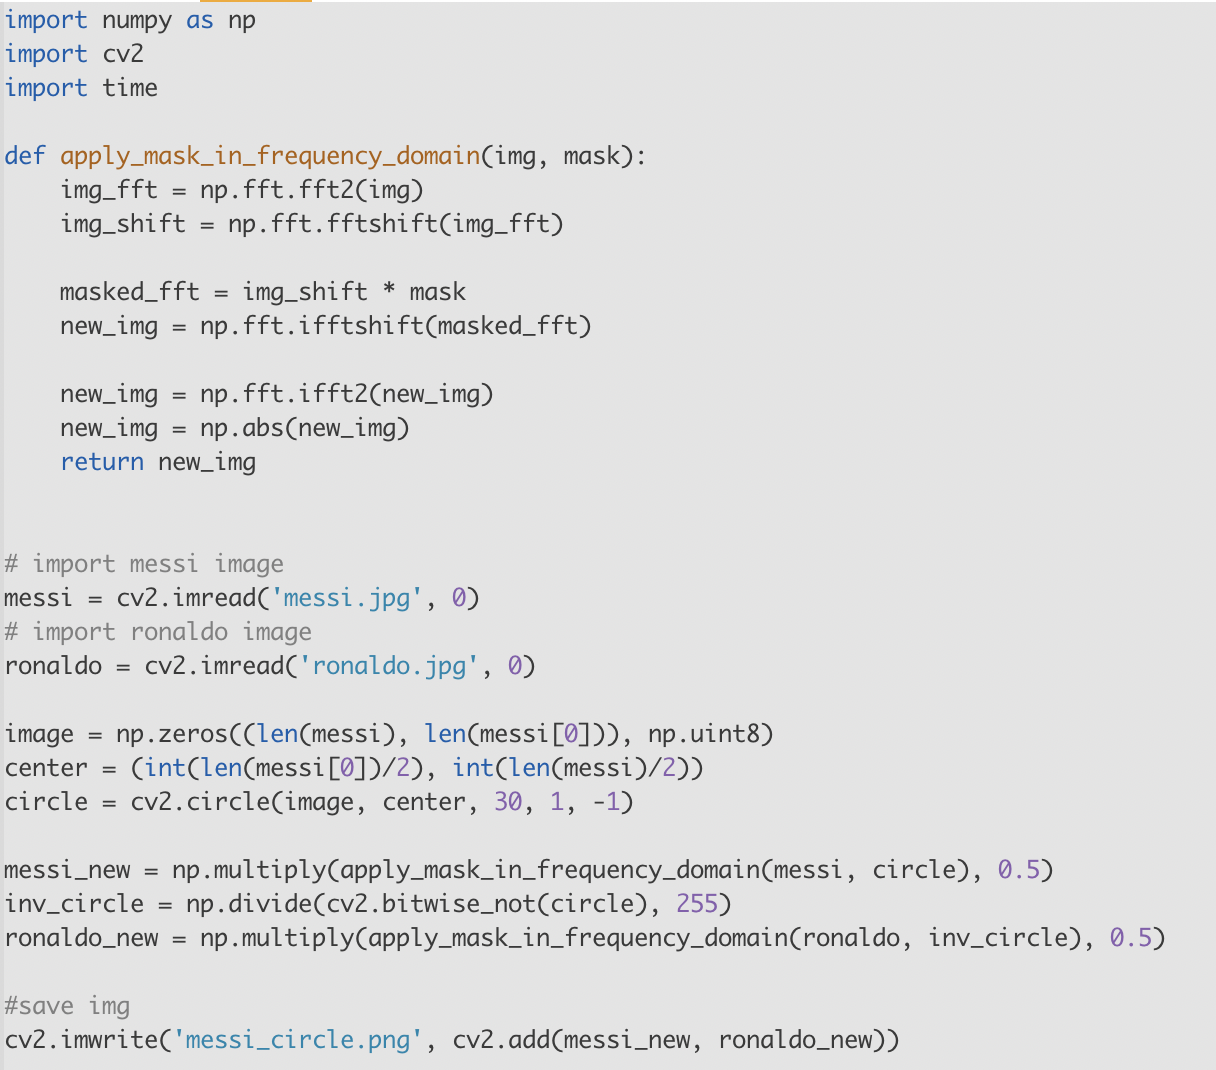 import numpy as np
import cv2
import time
def apply_mask_in_frequency_domain(img, mask):
    img_fft = np.fft.fft2(img)
    img_shift = np.fft.fftshift(img_fft)
    masked_fft = img_shift * mask
    new_img = np.fft.ifftshift(masked_fft)
    new_img = np.fft.ifft2(new_img)
    new_img = np.abs(new_img)
    return new_img
# import messi image
messi = cv2.imread('messi.jpg', 0)
# import ronaldo image
ronaldo = cv2.imread('ronaldo.jpg', 0)
image = np.zeros((len(messi), len(messi[0])), np.uint8)
center = (int(len(messi[0])/2), int(len(messi)/2))
circle = cv2.circle(image, center, 30, 1, -1)
messi_new = np.multiply(apply_mask_in_frequency_domain(messi, circle), 0.5)
inv_circle = np.divide(cv2.bitwise_not(circle), 255)
ronaldo_new = np.multiply(apply_mask_in_frequency_domain(ronaldo, inv_circle), 0.5)
#save img
cv2.imwrite('messi_circle.png', cv2.add(messi_new, ronaldo_new))